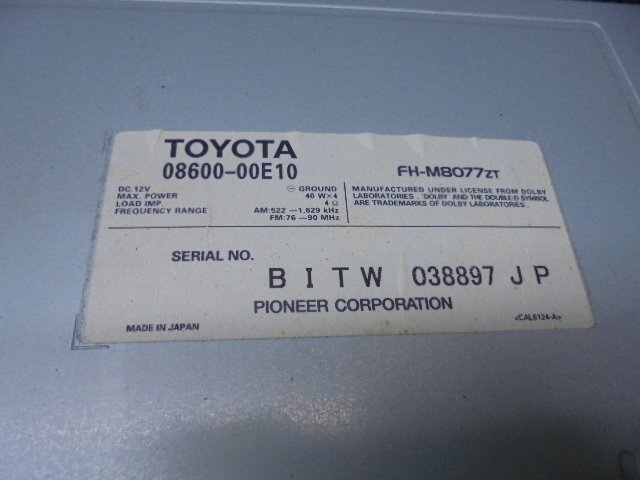 TOYOTA
08600-00E10
FH-M8077ZT
DC.12V ⊖ GROUND
MAX. POWER 40 W×4
LOAD IMP. 4 Ω
FREQUENCY RANGE AM:522 —1,629 kHz
FM:76 —90 MHz
MANUFACTURED UNDER LICENSE FROM DOLBY
LABORATORIES. "DOLBY" AND THE DOUBLE-D SYMBOL
ARE TRADEMARKS OF DOLBY LABORATORIES.
SERIAL NO.
BITW 038897 JP
PIONEER CORPORATION
MADE IN JAPAN
<CAL6124-A>